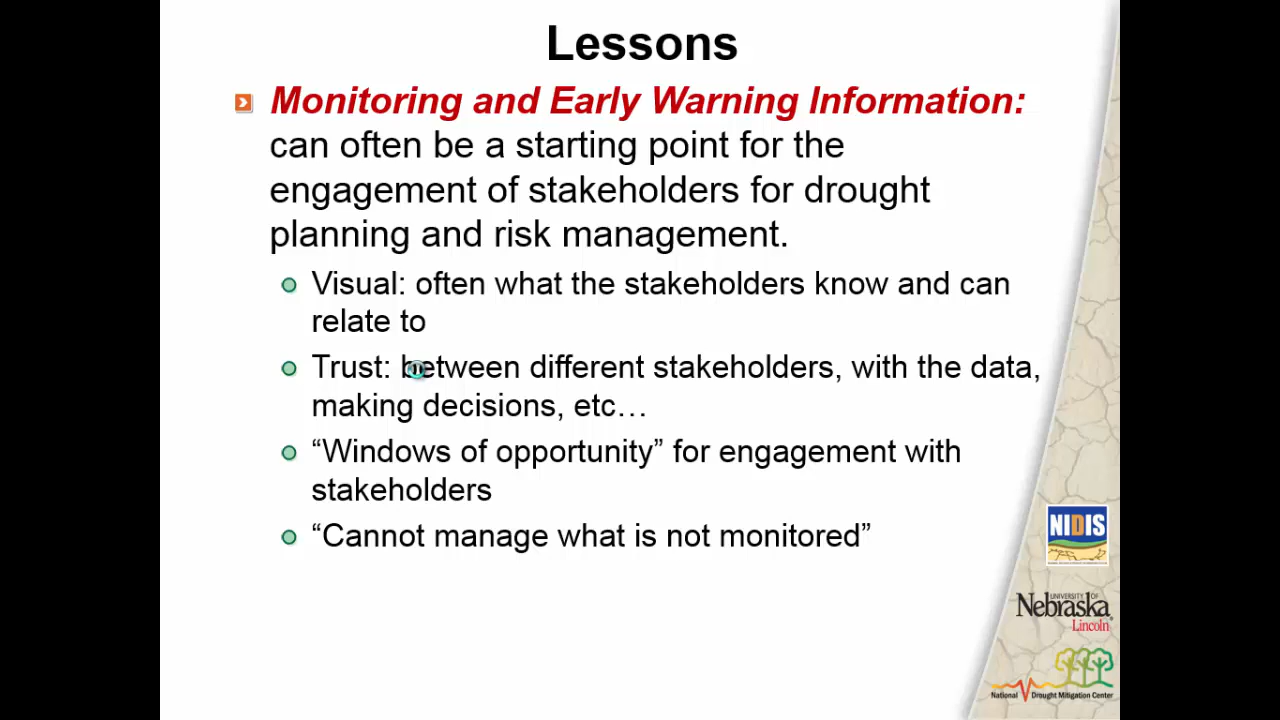 Lessons
Monitoring and Early Warning Information:
can often be a starting point for the
engagement of stakeholders for drought
planning and risk management.
Visual: often what the stakeholders know and can
relate to
Trust: between different stakeholders, with the data,
making decisions, etc…
“Windows of opportunity” for engagement with
stakeholders
“Cannot manage what is not monitored”
NIDIS
UNIVERSITY OF
Nebraska
Lincoln
National Drought Mitigation Center